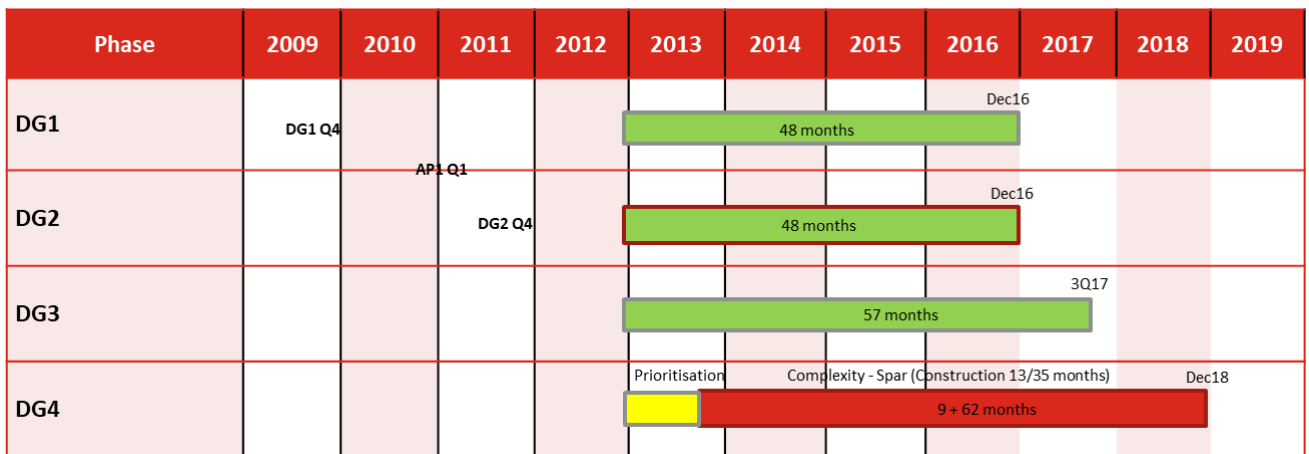 Phase 2009 2010 2011 2012 2013 2014 2015 2016 2017 2018 2019
Dec16
DG1 DG1 Q4 48 months
AP1 Q1
Dec16
DG2 DG2 Q4 48 months
3Q17
DG3 57 months
Prioritisation Complexity - Spar (Construction 13/35 months) Dec18
DG4 9 + 62 months